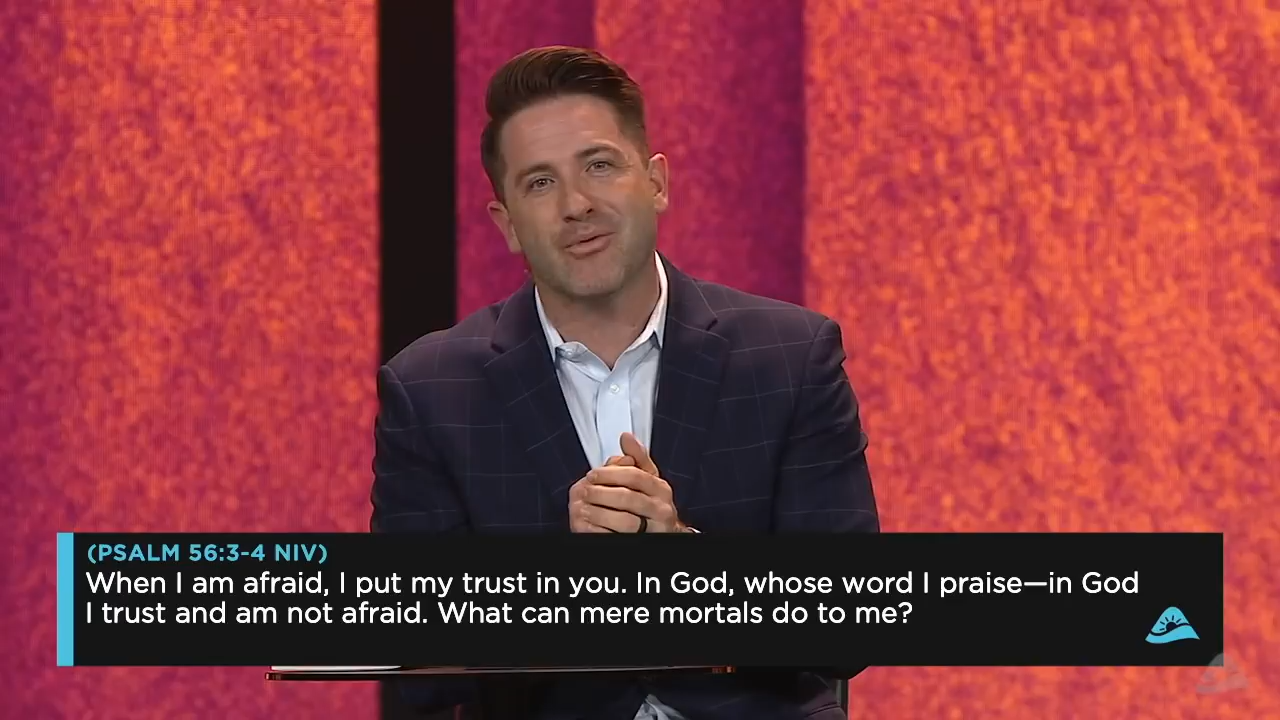 (PSALM 56:3-4 NIV)
When I am afraid, I put my trust in you. In God, whose word I praise—in God
I trust and am not afraid. What can mere mortals do to me?